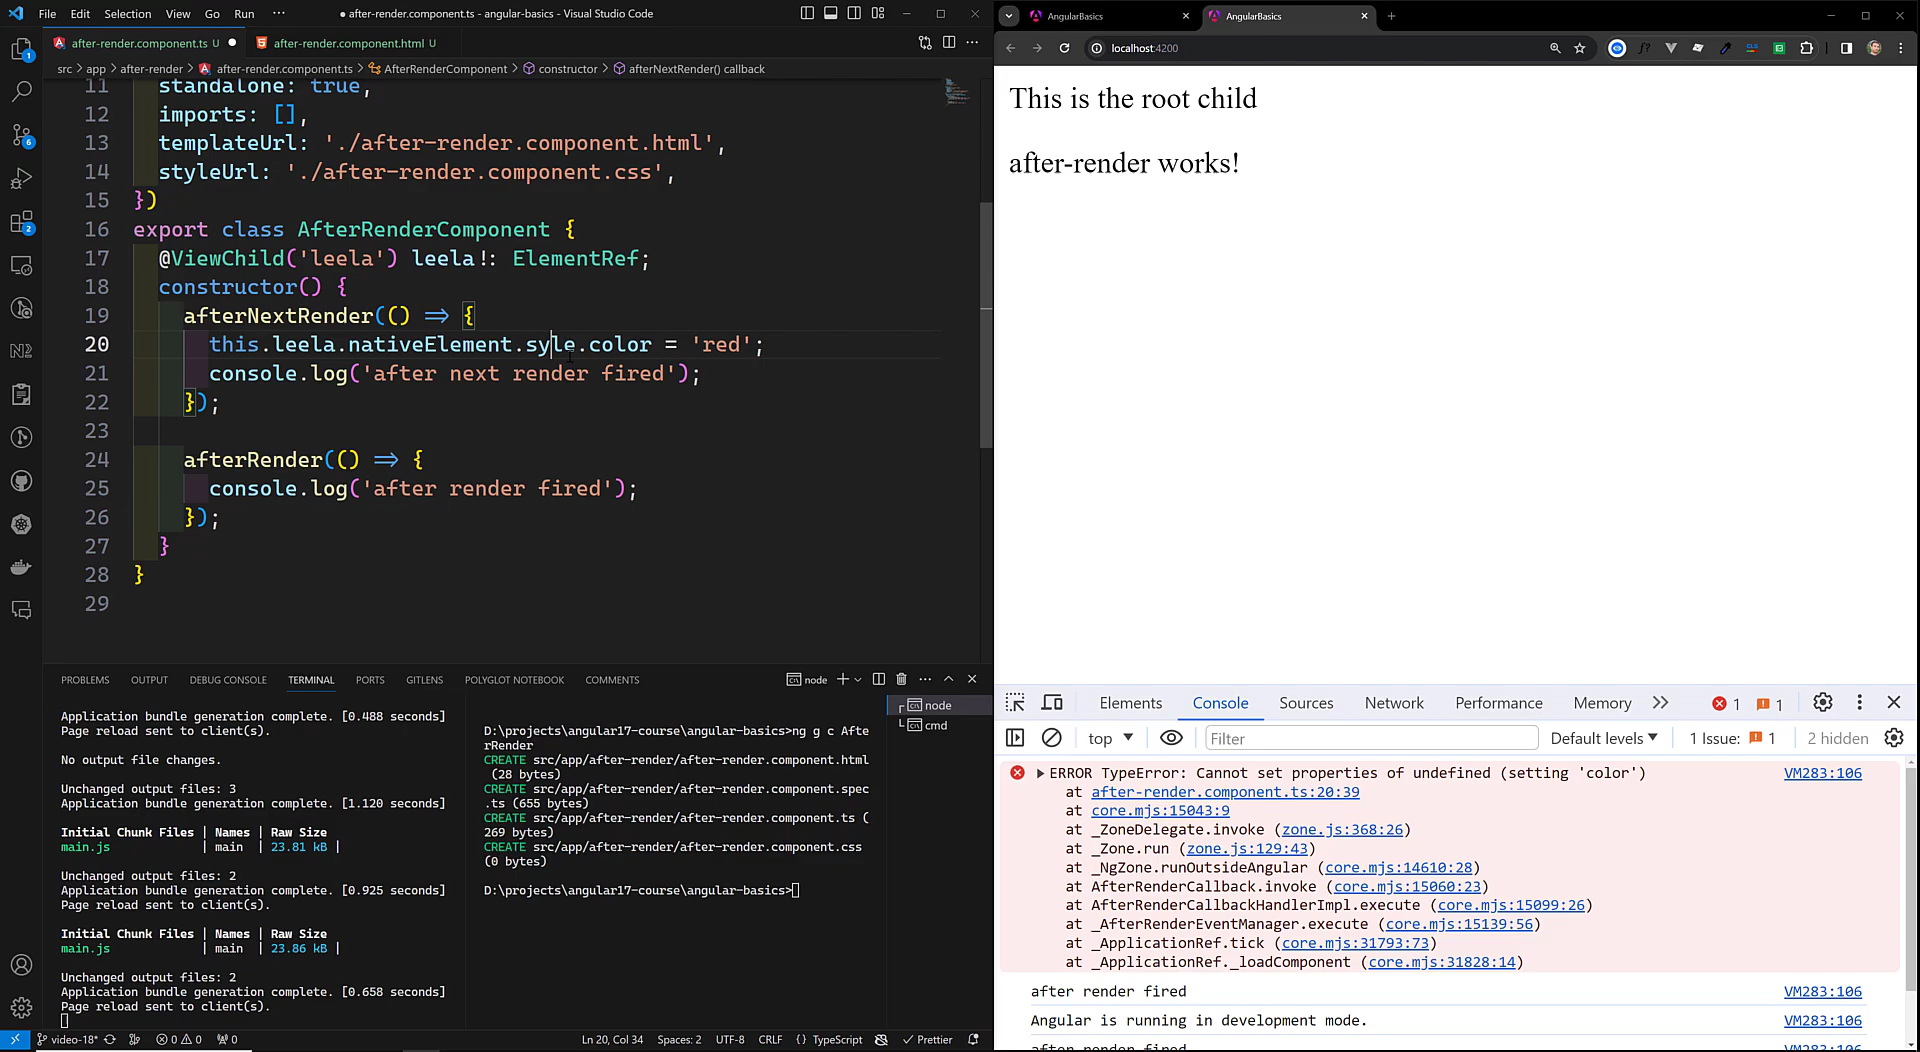 File Edit Selection View Go Run ··· ● after-render.component.ts - angular-basics - Visual Studio Code
after-render.component.ts U ● after-render.component.html U
src > app > after-render > after-render.component.ts > AfterRenderComponent > constructor > afterNextRender() callback
11 standalone: true,
12 imports: [],
13 templateUrl: './after-render.component.html',
14 styleUrl: './after-render.component.css',
15 })
16 export class AfterRenderComponent {
17 @ViewChild('leela') leela!: ElementRef;
18 constructor() {
19 afterNextRender(() => {
20 this.leela.nativeElement.syle.color = 'red';
21 console.log('after next render fired');
22 });
23
24 afterRender(() => {
25 console.log('after render fired');
26 });
27 }
28 }
29
PROBLEMS OUTPUT DEBUG CONSOLE TERMINAL PORTS GITLENS POLYGLOT NOTEBOOK COMMENTS node
Application bundle generation complete. [0.488 seconds]
Page reload sent to client(s).
No output file changes.
Unchanged output files: 3
Application bundle generation complete. [1.120 seconds]
Initial Chunk Files | Names | Raw Size
main.js | main | 23.81 kB |
Unchanged output files: 2
Application bundle generation complete. [0.925 seconds]
Page reload sent to client(s).
Initial Chunk Files | Names | Raw Size
main.js | main | 23.86 kB |
Unchanged output files: 2
Application bundle generation complete. [0.658 seconds]
Page reload sent to client(s).
D:\projects\angular17-course\angular-basics>ng g c Afte
rRender
CREATE src/app/after-render/after-render.component.html
(28 bytes)
CREATE src/app/after-render/after-render.component.spec
.ts (655 bytes)
CREATE src/app/after-render/after-render.component.ts (
269 bytes)
CREATE src/app/after-render/after-render.component.css
(0 bytes)
D:\projects\angular17-course\angular-basics>
node
cmd
video-18* 0 0 0 Ln 20, Col 34 Spaces: 2 UTF-8 CRLF {} TypeScript Prettier
AngularBasics AngularBasics
localhost:4200
This is the root child
after-render works!
Elements Console Sources Network Performance Memory 1 1
top Filter Default levels 1 Issue: 1 2 hidden
ERROR TypeError: Cannot set properties of undefined (setting 'color') VM283:106
at after-render.component.ts:20:39
at core.mjs:15043:9
at _ZoneDelegate.invoke (zone.js:368:26)
at _Zone.run (zone.js:129:43)
at _NgZone.runOutsideAngular (core.mjs:14610:28)
at AfterRenderCallback.invoke (core.mjs:15060:23)
at AfterRenderCallbackHandlerImpl.execute (core.mjs:15099:26)
at _AfterRenderEventManager.execute (core.mjs:15139:56)
at _ApplicationRef.tick (core.mjs:31793:73)
at _ApplicationRef._loadComponent (core.mjs:31828:14)
after render fired VM283:106
Angular is running in development mode. VM283:106
after render fired VM283:106